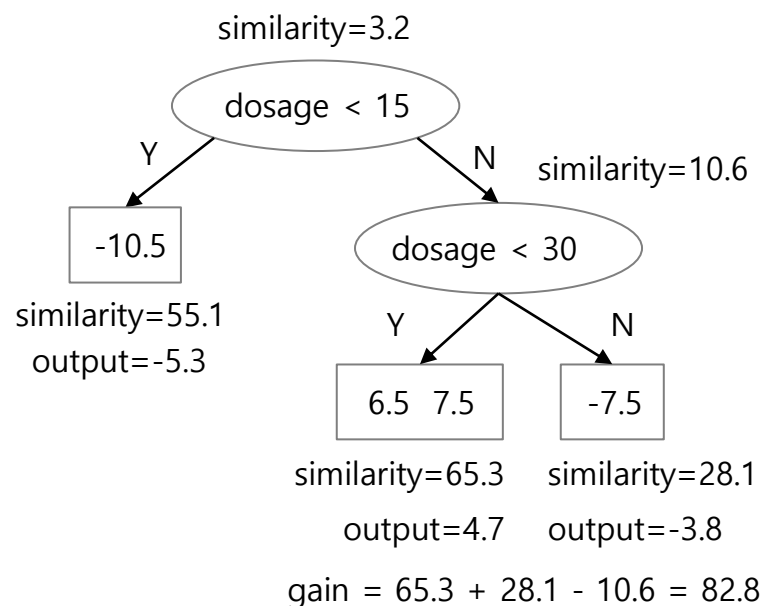 similarity=3.2
dosage < 15
Y
N
similarity=10.6
-10.5
dosage < 30
similarity=55.1
output=-5.3
Y
N
6.5 7.5
-7.5
similarity=65.3
similarity=28.1
output=4.7
output=-3.8
gain = 65.3 + 28.1 - 10.6 = 82.8